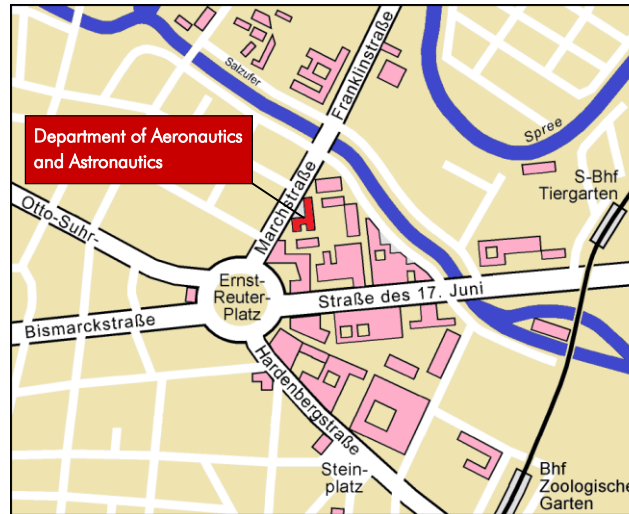 Salzufer
Franklinstraße
Spree
Department of Aeronautics
and Astronautics
S-Bhf
Tiergarten
Otto-Suhr-
Marchstraße
Ernst-
Reuter-
Platz
Straße des 17. Juni
Bismarckstraße
Hardenbergstraße
Stein-
platz
Bhf
Zoologische
Garten